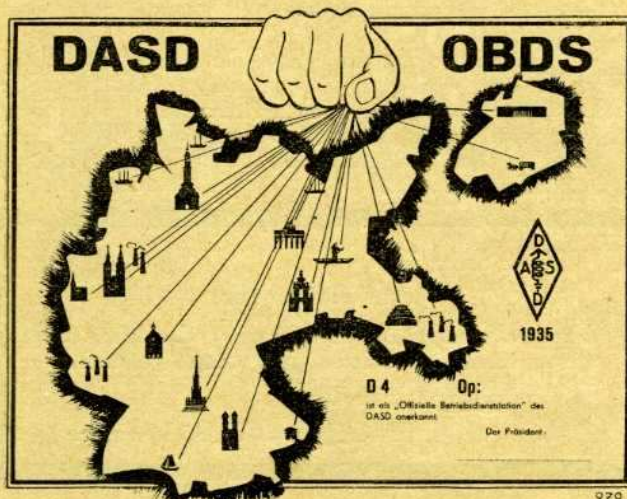 DASD OBDS
D
A S
D
1935
D 4 Op:
ist als „Offizielle Betriebsdienststation" des
DASD anerkannt
Der Präsident: